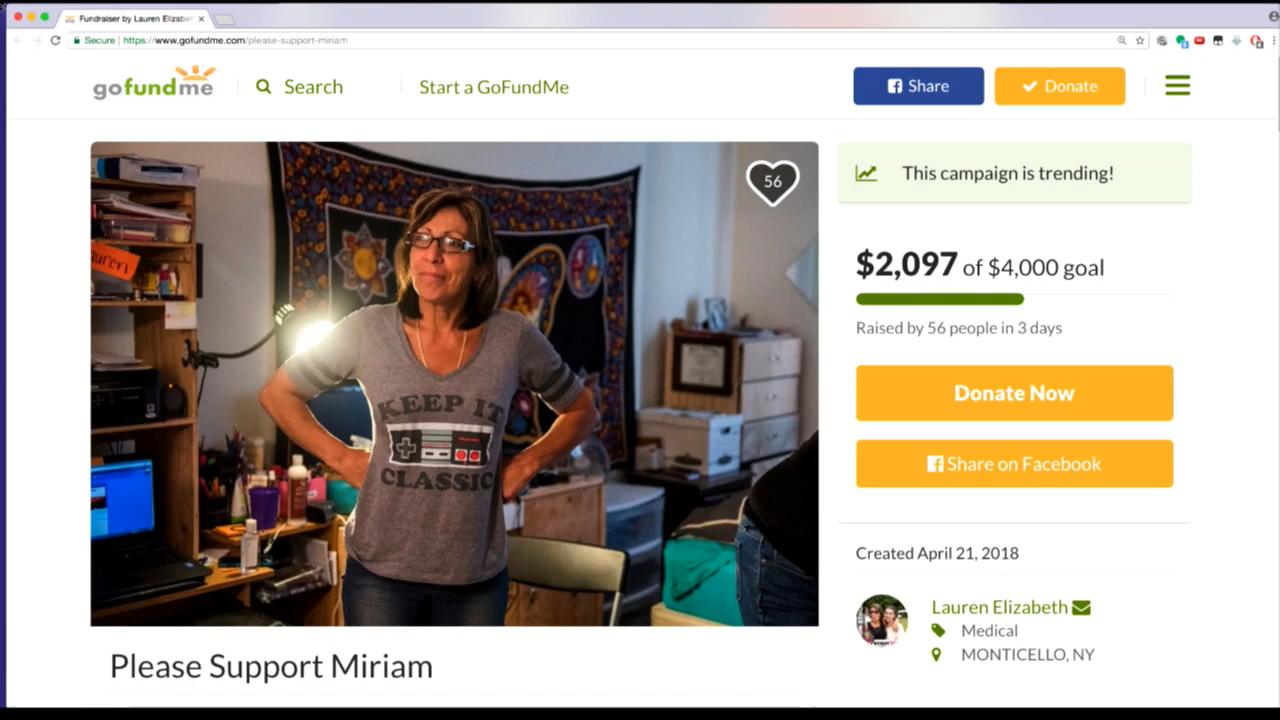 Fundraiser by Lauren Elizabet
Secure | https://www.gofundme.com/please-support-miriam
gofundme
Search
Start a GoFundMe
Share
Donate
56
This campaign is trending!
$2,097 of $4,000 goal
Raised by 56 people in 3 days
Donate Now
Share on Facebook
Created April 21, 2018
Lauren Elizabeth
Medical
MONTICELLO, NY
auren
KEEP IT
CLASSIC
Please Support Miriam